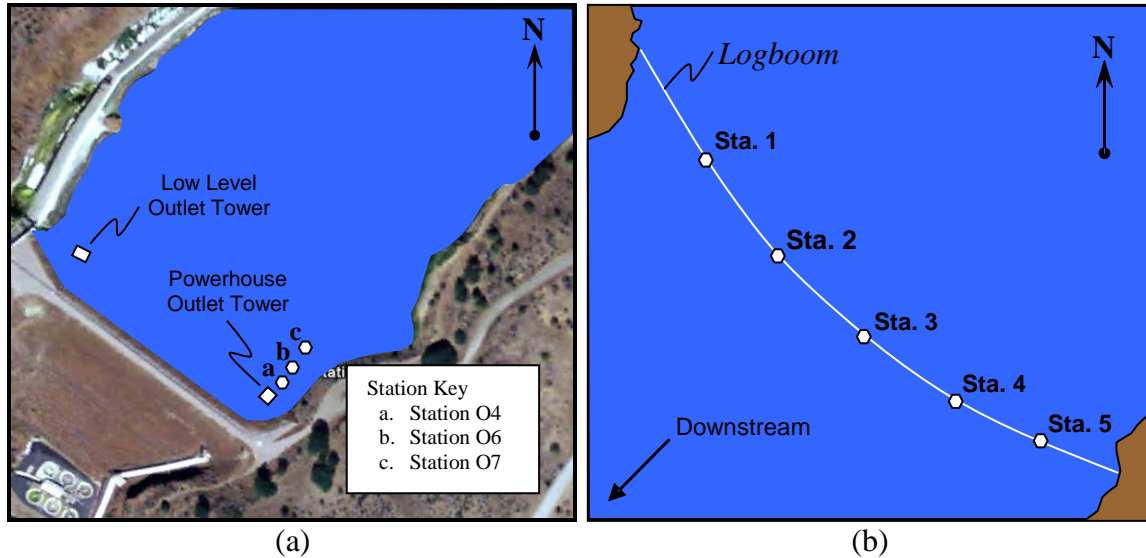 N
Low Level
Outlet Tower
Powerhouse
Outlet Tower
c
b
a
Station Key
a. Station O4
b. Station O6
c. Station O7
(a)
N
Logboom
Sta. 1
Sta. 2
Sta. 3
Sta. 4
Sta. 5
Downstream
(b)